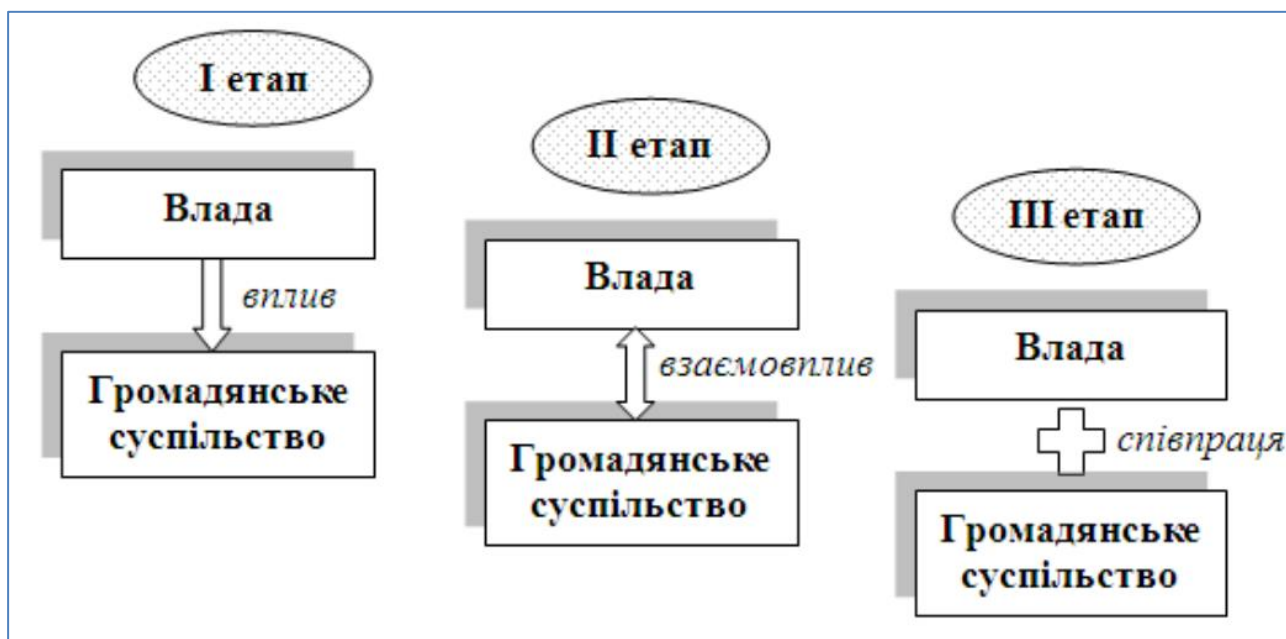 I етап
Влада
вплив
Громадянське
суспільство
II етап
Влада
взаємовплив
Громадянське
суспільство
III етап
Влада
співпраця
Громадянське
суспільство